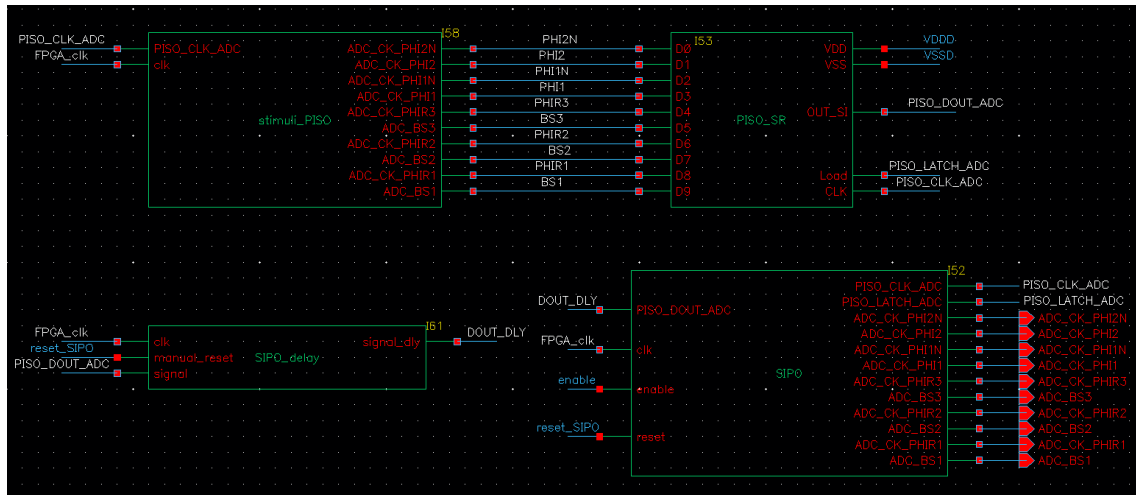 I58
PISO_CLK_ADC
FPGA_clk
PISO_CLK_ADC
clk
stimuli_PISO
ADC_CK_PHI2N
ADC_CK_PHI2
ADC_CK_PHI1N
ADC_CK_PHI1
ADC_CK_PHIR3
ADC_BS3
ADC_CK_PHIR2
ADC_BS2
ADC_CK_PHIR1
ADC_BS1
PHI2N
PHI2
PHI1N
PHI1
PHIR3
BS3
PHIR2
BS2
PHIR1
BS1
I53
D0
D1
D2
D3
D4
D5
D6
D7
D8
D9
PISO_SR
VDD
VSS
OUT_SI
Load
CLK
VDDD
VSSD
PISO_DOUT_ADC
PISO_LATCH_ADC
PISO_CLK_ADC
I61
FPGA_clk
reset_SIPO
PISO_DOUT_ADC
clk
manual_reset
signal
SIPO_delay
signal_dly
DOUT_DLY
I52
DOUT_DLY
FPGA_clk
enable
reset_SIPO
PISO_DOUT_ADC
clk
enable
reset
SIPO
PISO_CLK_ADC
PISO_LATCH_ADC
ADC_CK_PHI2N
ADC_CK_PHI2
ADC_CK_PHI1N
ADC_CK_PHI1
ADC_CK_PHIR3
ADC_BS3
ADC_CK_PHIR2
ADC_BS2
ADC_CK_PHIR1
ADC_BS1
PISO_CLK_ADC
PISO_LATCH_ADC
ADC_CK_PHI2N
ADC_CK_PHI2
ADC_CK_PHI1N
ADC_CK_PHI1
ADC_CK_PHIR3
ADC_BS3
ADC_CK_PHIR2
ADC_BS2
ADC_CK_PHIR1
ADC_BS1